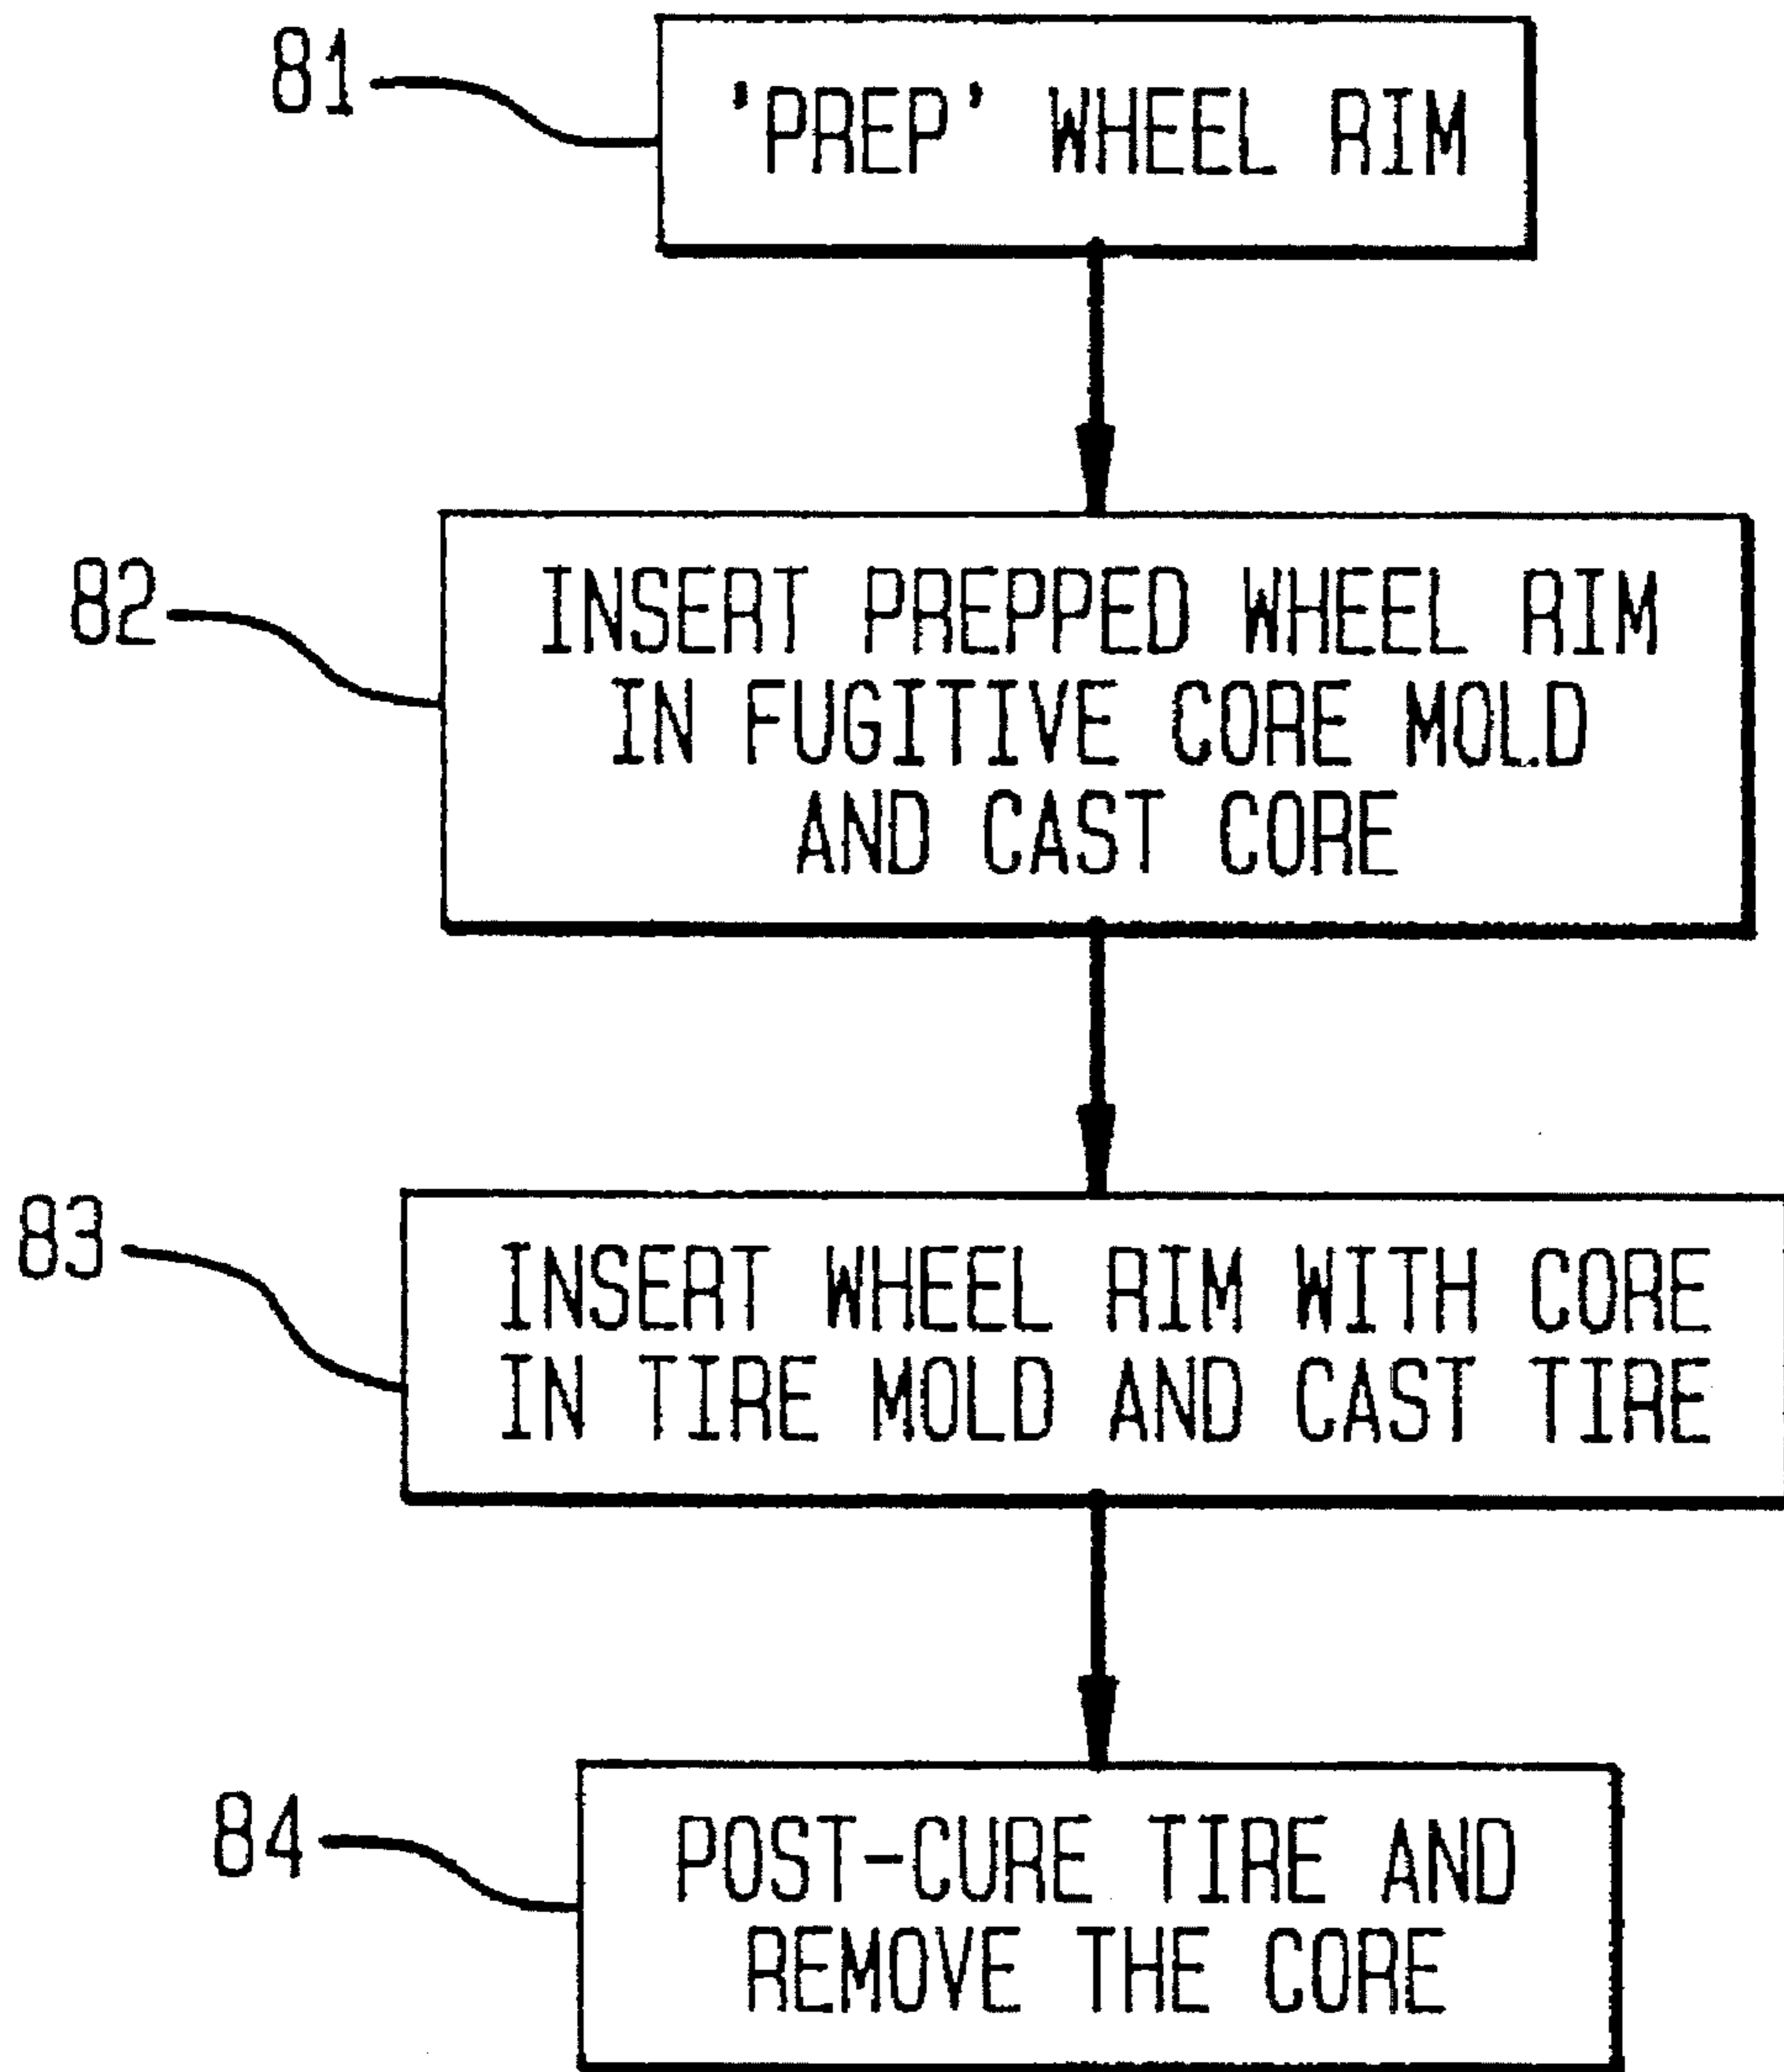 81
'PREP' WHEEL RIM
82
INSERT PREPPED WHEEL RIM
IN FUGITIVE CORE MOLD
AND CAST CORE
83
INSERT WHEEL RIM WITH CORE
IN TIRE MOLD AND CAST TIRE
84
POST-CURE TIRE AND
REMOVE THE CORE